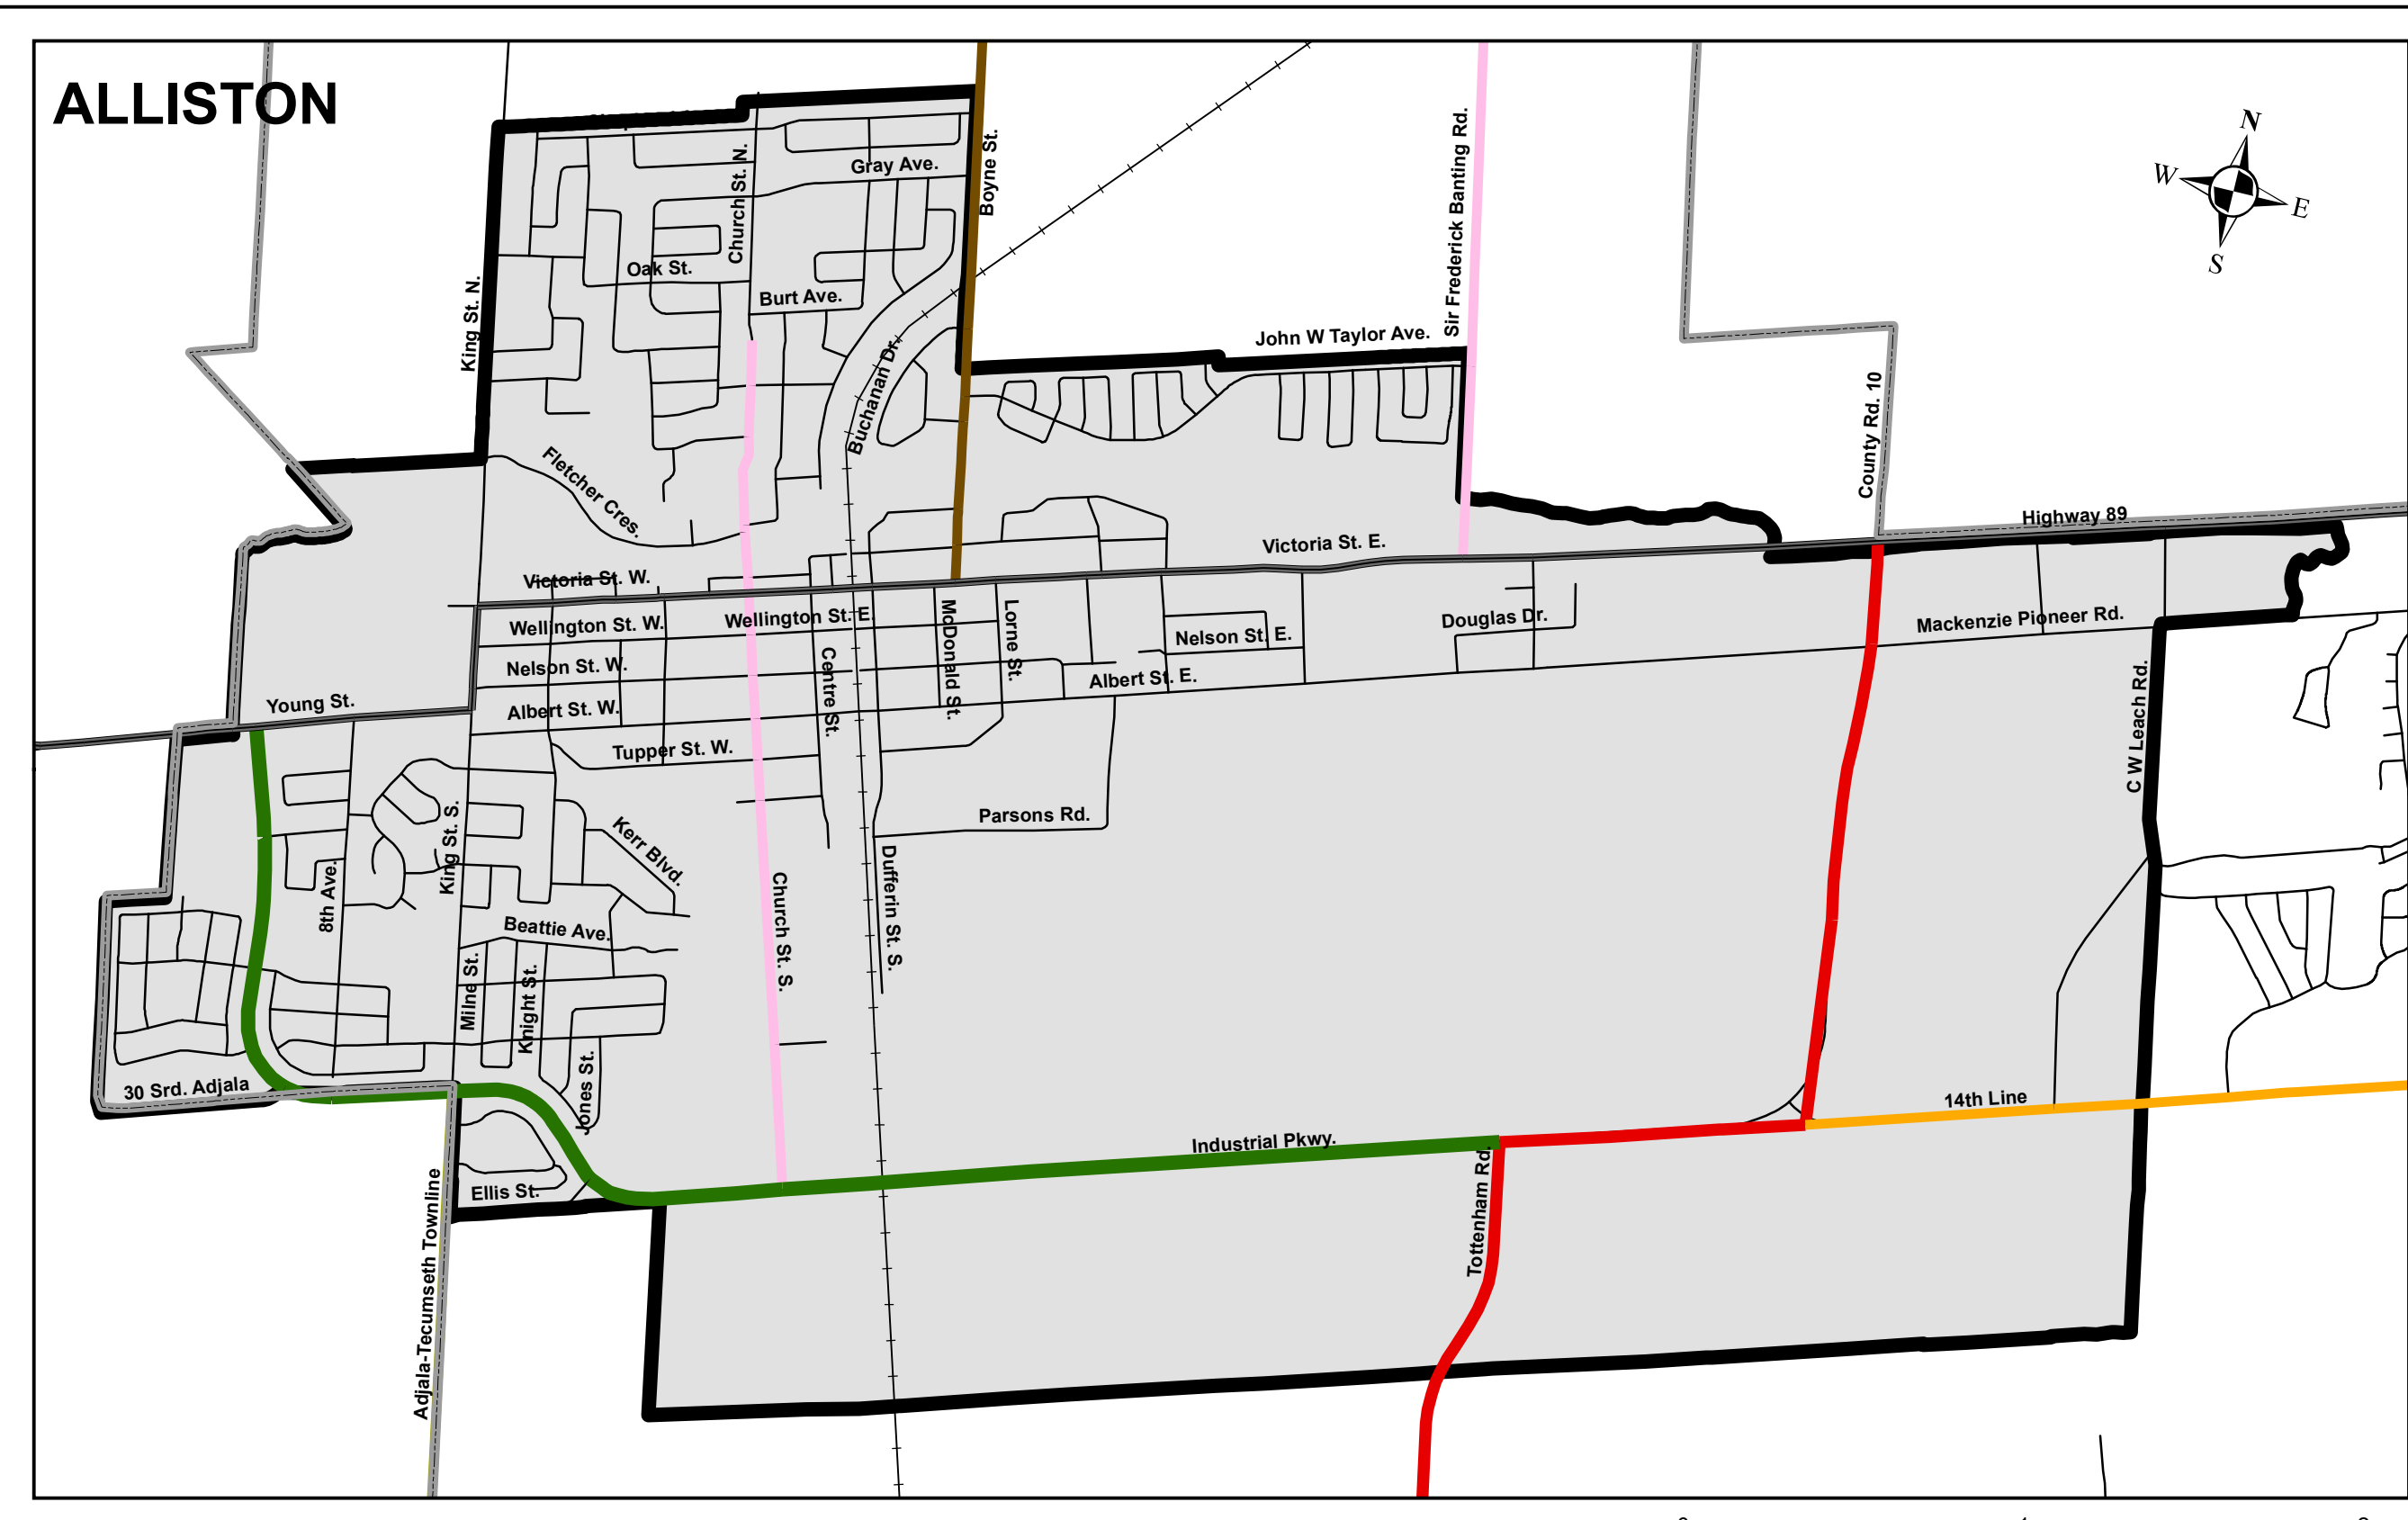 ALLISTON
N
W
E
S
Gray Ave.
Church St. N.
Boyne St.
Sir Frederick Banting Rd.
Oak St.
Burt Ave.
King St. N.
John W Taylor Ave.
Buchanan Dr.
County Rd. 10
Fletcher Cres.
Highway 89
Victoria St. E.
Victoria St. W.
Wellington St. W.
Wellington St. E.
McDonald St.
Lorne St.
Douglas Dr.
Mackenzie Pioneer Rd.
Nelson St. E.
Nelson St. W.
Centre St.
Albert St. E.
Young St.
Albert St. W.
C W Leach Rd.
Tupper St. W.
Parsons Rd.
King St. S.
Kerr Blvd.
8th Ave.
Church St. S.
Dufferin St. S.
Beattie Ave.
Milne St.
Knight St.
Jones St.
30 Srd. Adjala
14th Line
Industrial Pkwy.
Tottenham Rd.
Ellis St.
Adjala-Tecumseth Townline